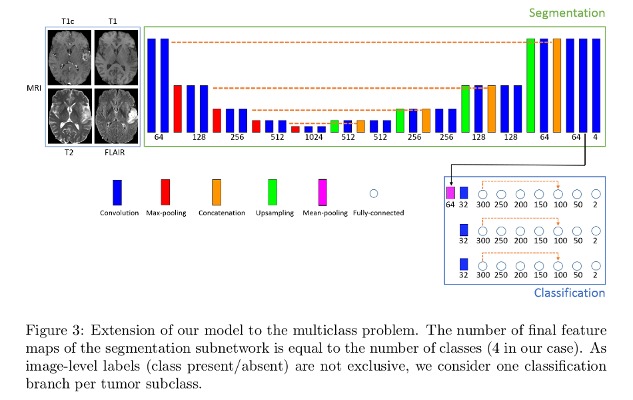 Segmentation
T1c T1
MRI
T2 FLAIR
64 128 256 512 1024 512 512 256 256 128 128 64 64 4
Convolution Max-pooling Concatenation Upsampling Mean-pooling Fully-connected
64 32 300 250 200 150 100 50 2
32 300 250 200 150 100 50 2
32 300 250 200 150 100 50 2
Classification
Figure 3: Extension of our model to the multiclass problem. The number of final feature
maps of the segmentation subnetwork is equal to the number of classes (4 in our case). As
image-level labels (class present/absent) are not exclusive, we consider one classification
branch per tumor subclass.